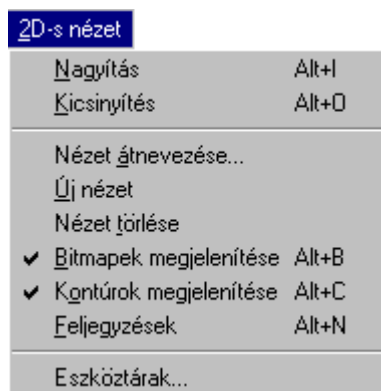 2D-s nézet
Nagyítás Alt+I
Kicsinyítés Alt+O
Nézet átnevezése...
Új nézet
Nézet törlése
Bitmapek megjelenítése Alt+B
Kontúrok megjelenítése Alt+C
Feljegyzések Alt+N
Eszköztárak...